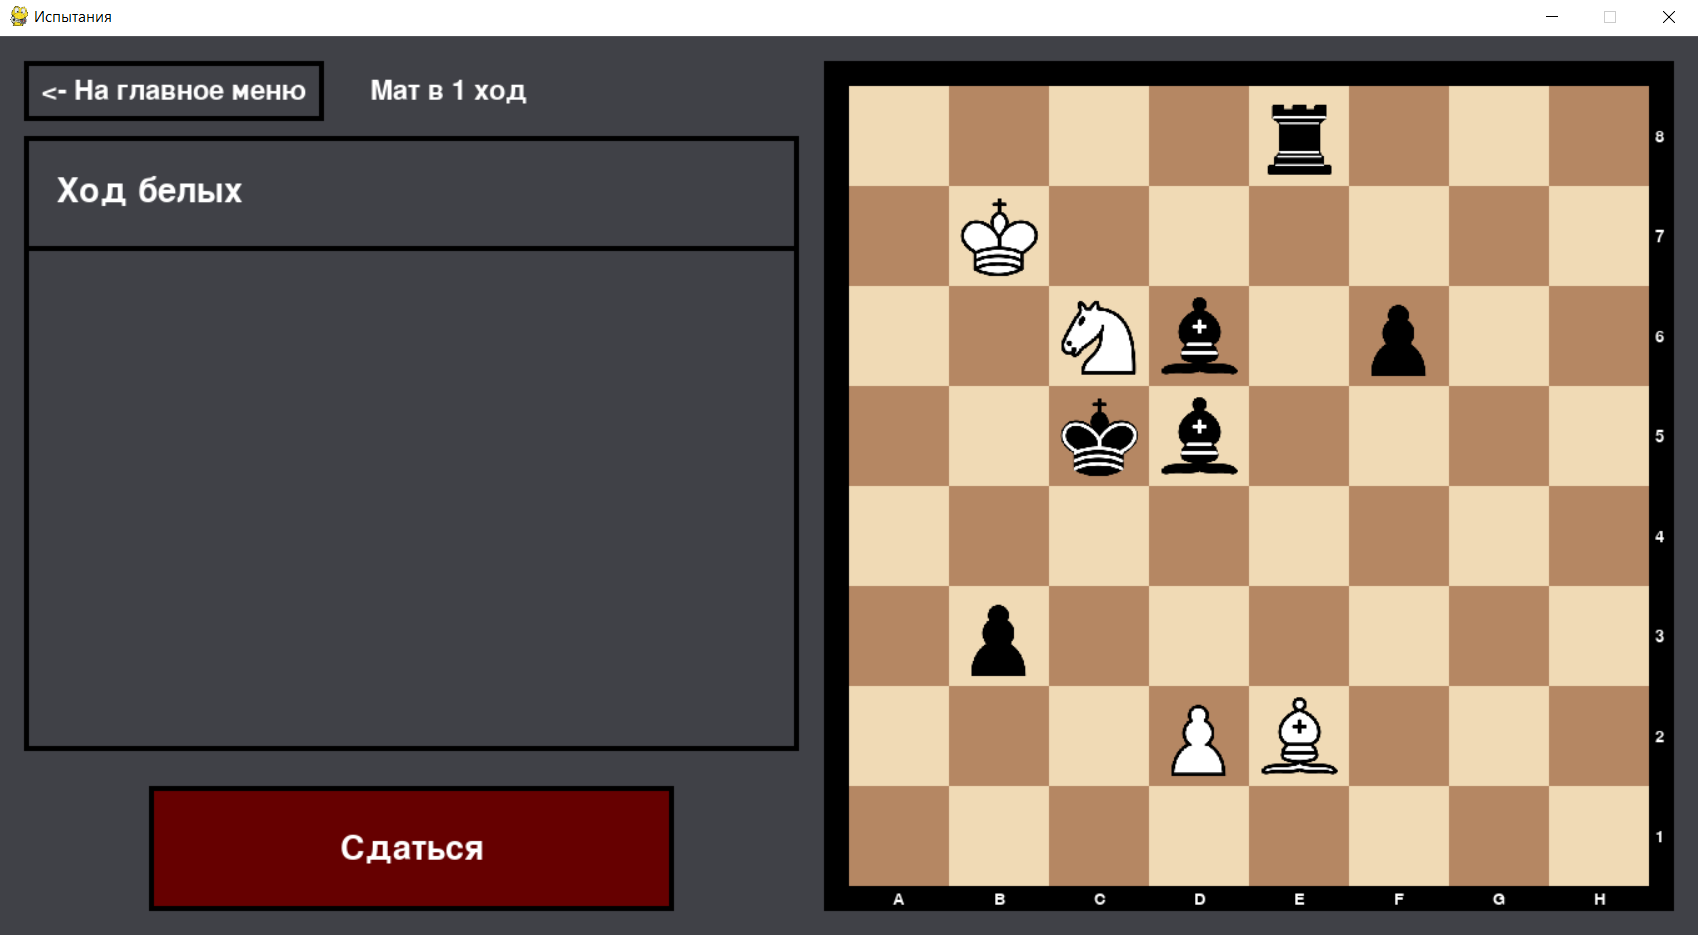 Испытания
<- На главное меню
Мат в 1 ход
Ход белых
Сдаться
8
7
6
5
4
3
2
1
A B C D E F G H